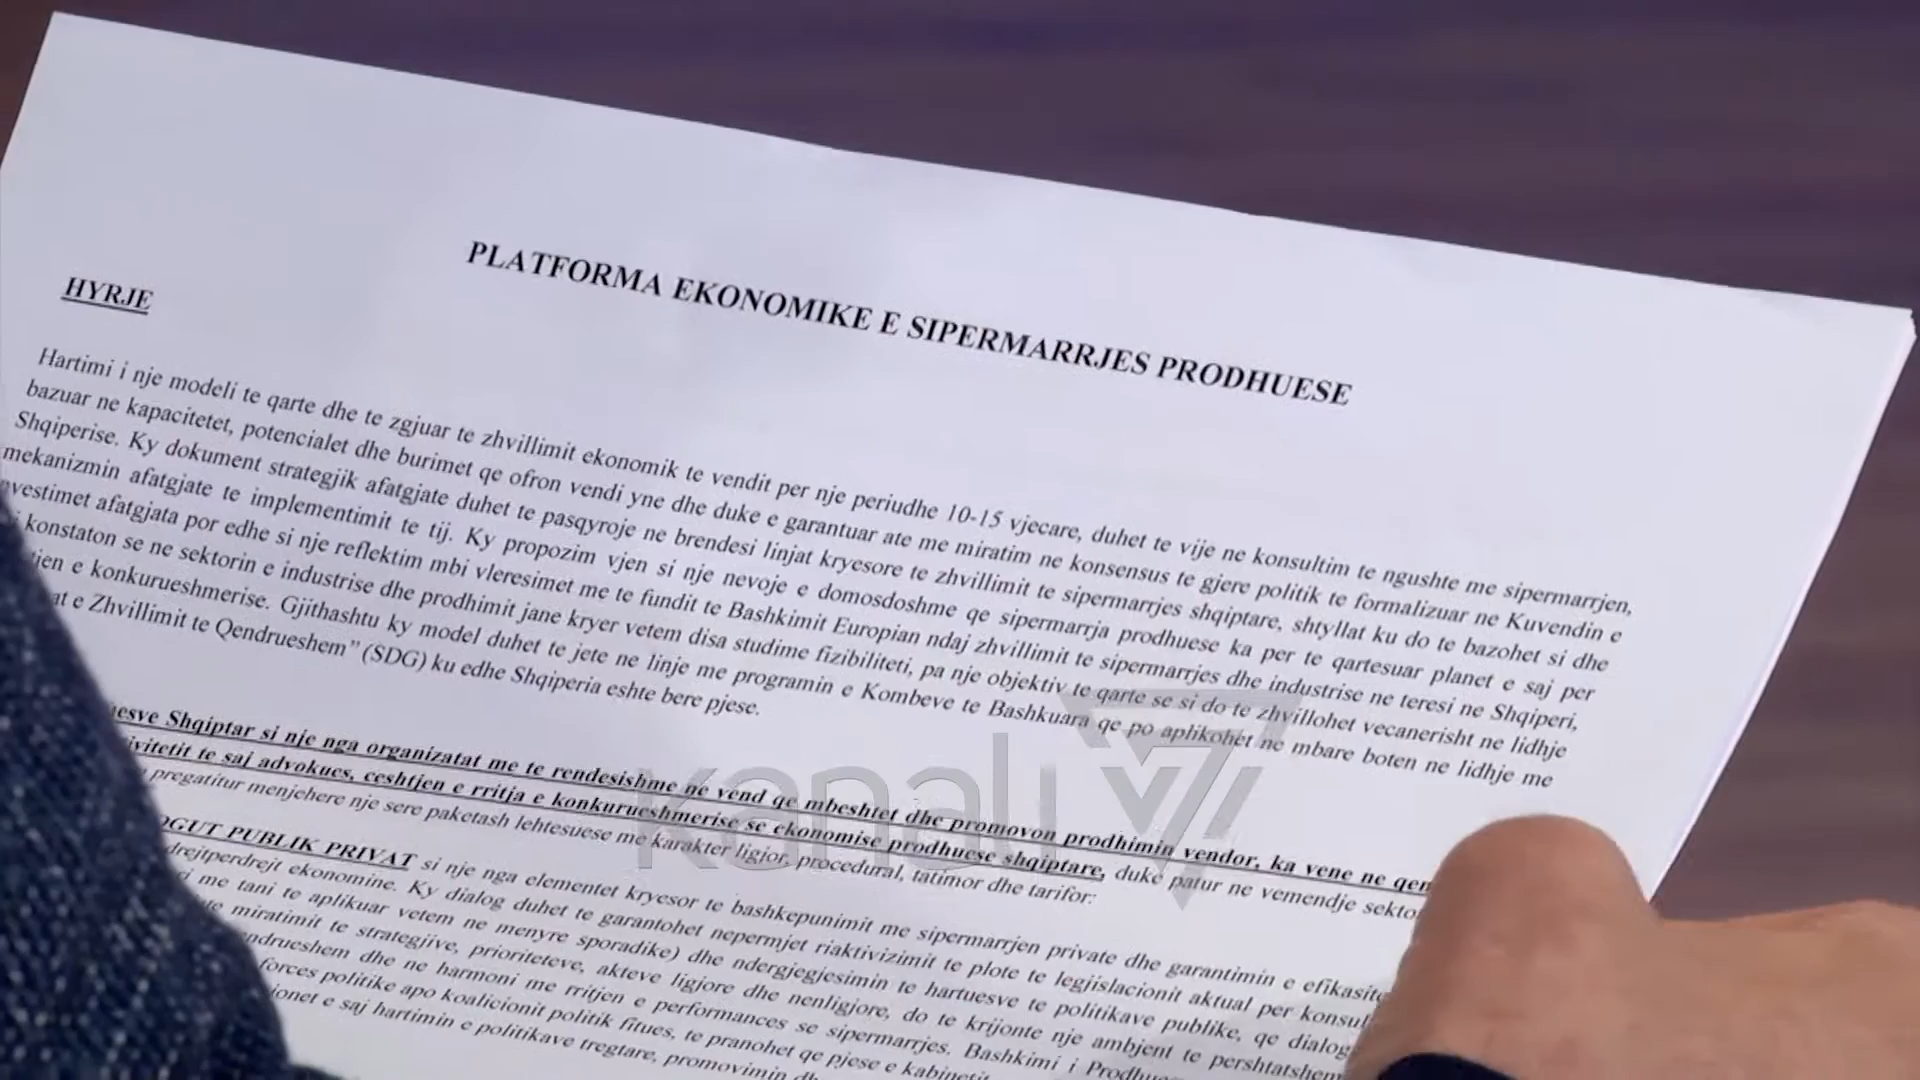 PLATFORMA EKONOMIKE E SIPERMARRJES PRODHUESE
HYRJE
Hartimi i nje modeli te qarte dhe te zgjuar te zhvillimit ekonomik te vendit per nje periudhe 10-15 vjecare, duhet te vije ne konsultim te ngushte me sipermarrjen,
bazuar ne kapacitetet, potencialet dhe burimet qe ofron vendi yne dhe duke e garantuar ate me miratim ne konsensus te gjere politik te formalizuar ne Kuvendin e
Shqiperise. Ky dokument strategjik afatgjate duhet te pasqyroje ne brendesi linjat kryesore te zhvillimit te sipermarrjes shqiptare, shtyllat ku do te bazohet si dhe
mekanizmin afatgjate te implementimit te tij. Ky propozim vjen si nje nevoje e domosdoshme qe sipermarrja prodhuese ka per te qartesuar planet e saj per
investimet afatgjata por edhe si nje reflektim mbi vleresimet me te fundit te Bashkimit Europian ndaj zhvillimit te sipermarrjes dhe industrise ne teresi ne Shqiperi,
konstaton se ne sektorin e industrise dhe prodhimit jane kryer vetem disa studime fizibiliteti, pa nje objektiv te qarte se si do te zhvillohet vecanerisht ne lidhje
e konkurueshmerise. Gjithashtu ky model duhet te jete ne linje me programin e Kombeve te Bashkuara qe po aplikohet ne mbare boten ne lidhje me
e Zhvillimit te Qendrueshem” (SDG) ku edhe Shqiperia eshte bere pjese.
Shqiptar si nje nga organizatat me te rendesishme ne vend qe mbeshtet dhe promovon prodhimin vendor, ka vene ne
te saj advokues, ceshtjen e rritja e konkurueshmerise se ekonomise prodhuese shqiptare, duke patur ne vemendje
pregatitur menjehere nje sere paketash lehtesuese me karakter ligjor, procedural, tatimor dhe tarifor:
PUBLIK PRIVAT si nje nga elementet kryesor te bashkepunimit me sipermarrjen private dhe garantimin e
drejtperdrejt ekonomine. Ky dialog duhet te garantohet nepermjet riaktivizimit te plote te legjislacionit aktual per
me tani te aplikuar vetem ne menyre sporadike) dhe ndergjegjesimin te hartuesve te politikave publike, qe
miratimit te strategjive, prioriteteve, akteve ligjore dhe nenligjore, do te krijonte nje ambjent te pershtatshem
dhe ne harmoni me rritjen e performances se sipermarrjes. Bashkimi i
forces politike apo koalicionit politik fitues, te pranohet qe pjese e
e saj hartimin e politikave tregtare, promovimin
kanali 7